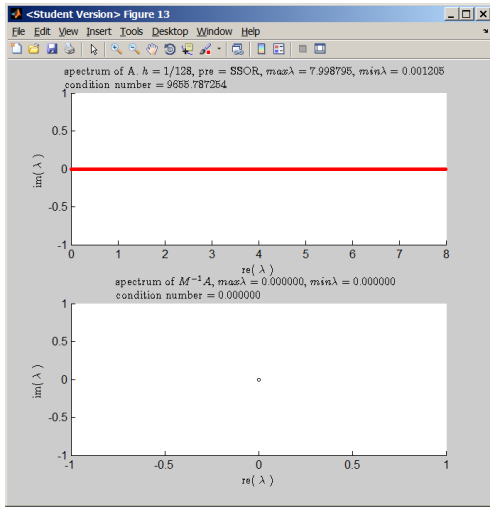 <Student Version> Figure 13
File Edit View Insert Tools Desktop Window Help
spectrum of A. h = 1/128, pre = SSOR, maxλ = 7.998795, minλ = 0.001205
condition number = 9655.787254
1
0.5
0
-0.5
-1
im( λ )
0 1 2 3 4 5 6 7 8
re( λ )
spectrum of M⁻¹A, maxλ = 0.000000, minλ = 0.000000
condition number = 0.000000
1
0.5
0
-0.5
-1
im( λ )
-1 -0.5 0 0.5 1
re( λ )